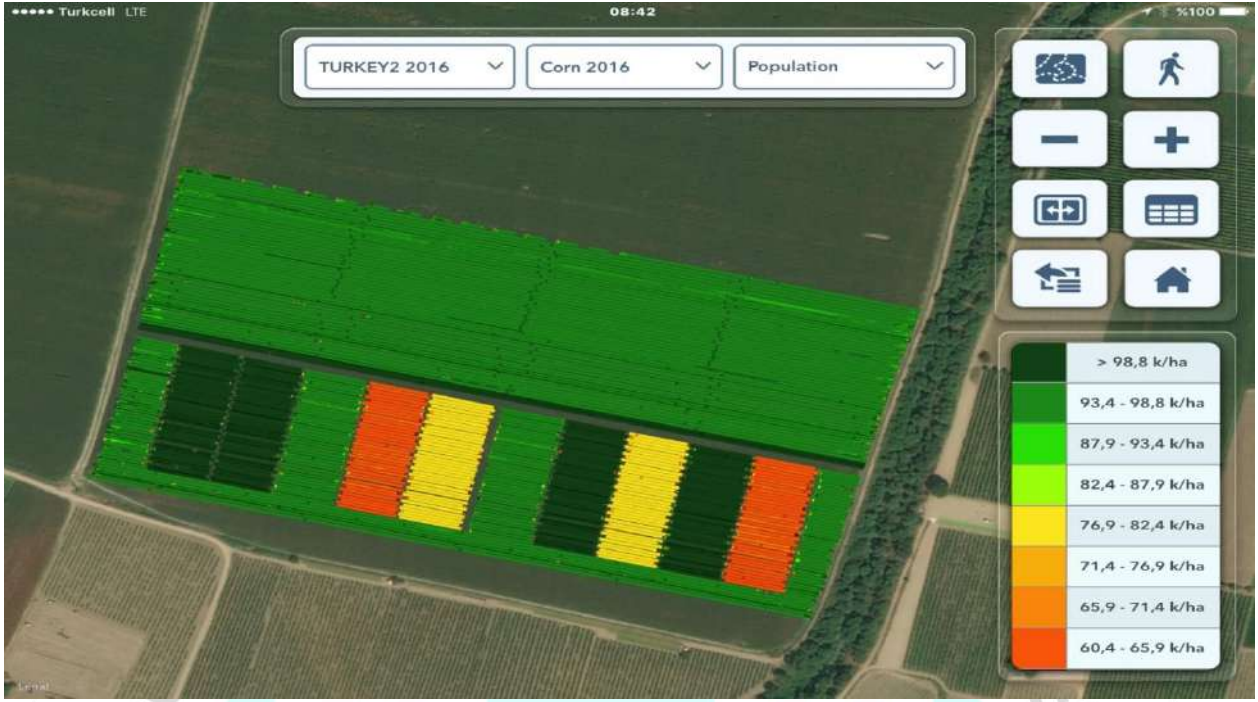 Turkcell LTE 08:42 %100
TURKEY2 2016 Corn 2016 Population
> 98,8 k/ha
93,4 - 98,8 k/ha
87,9 - 93,4 k/ha
82,4 - 87,9 k/ha
76,9 - 82,4 k/ha
71,4 - 76,9 k/ha
65,9 - 71,4 k/ha
60,4 - 65,9 k/ha
Legal